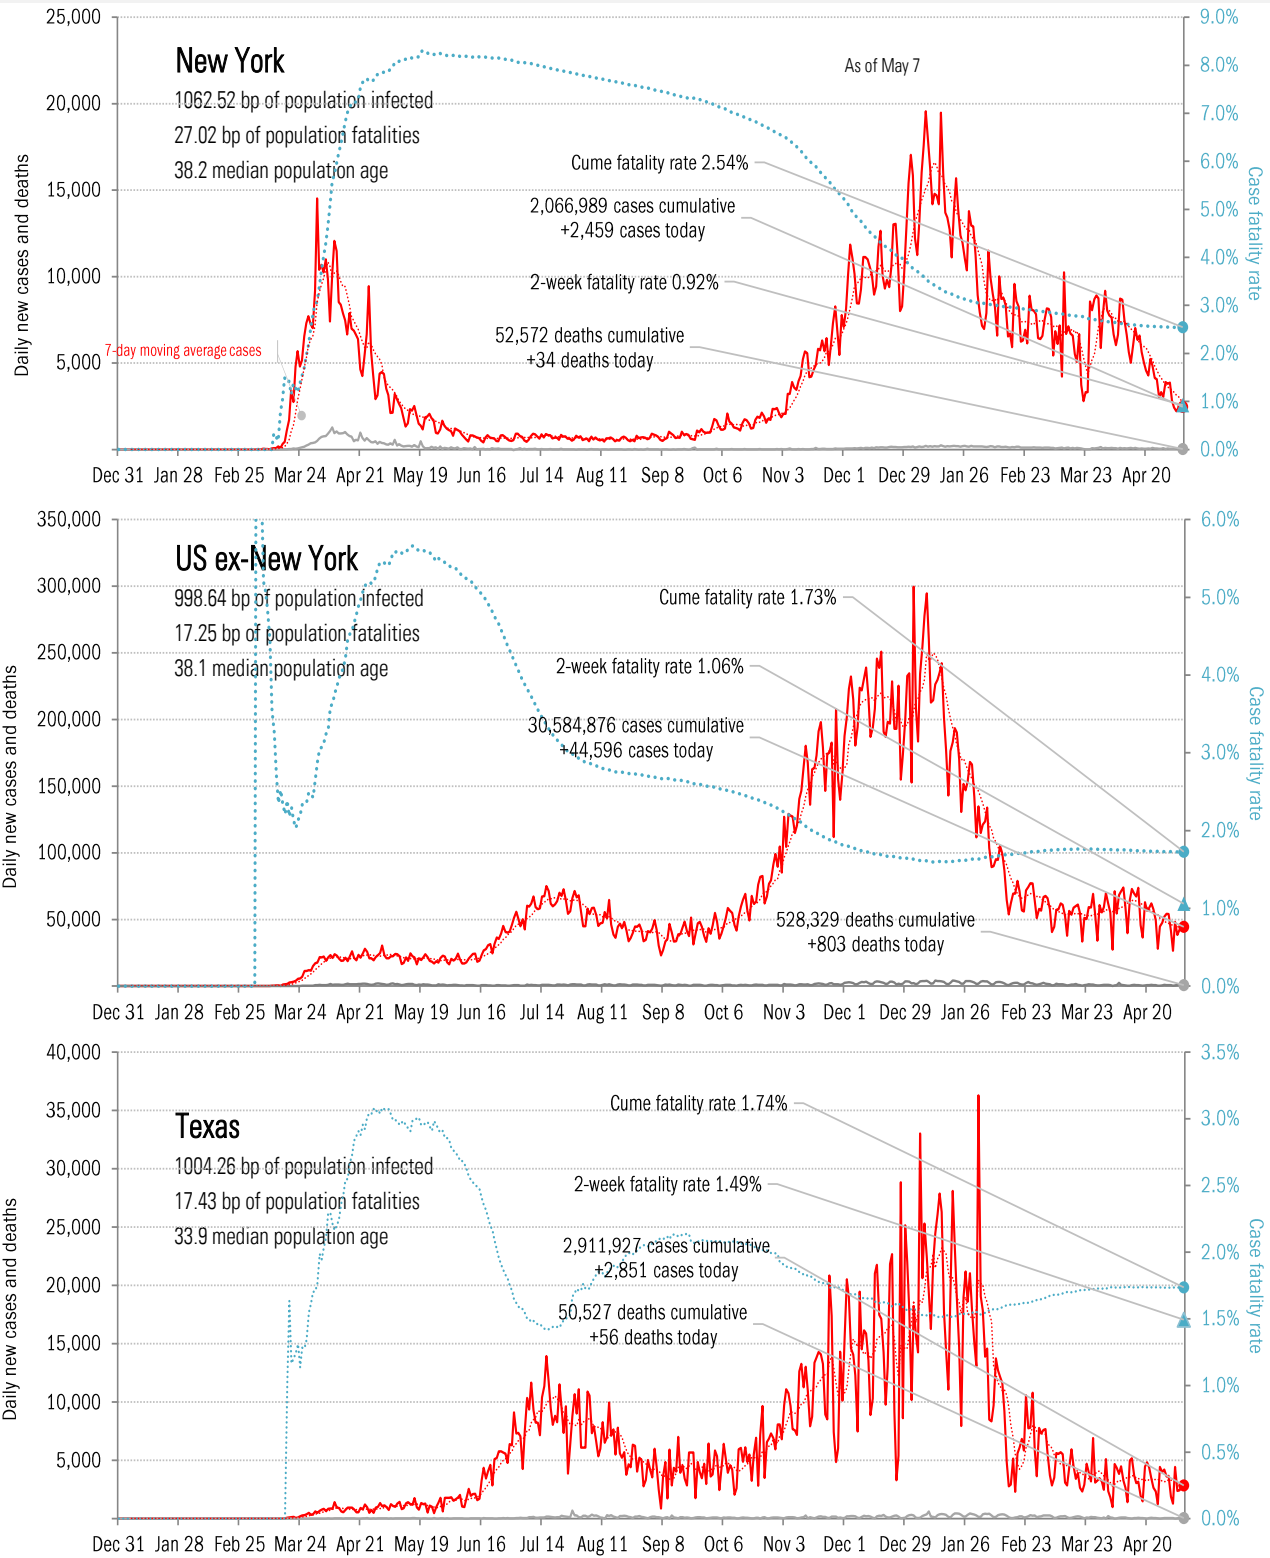 25,000
9.0%
New York
As of May 7
8.0%
1062.52 bp of population infected
20,000
7.0%
27.02 bp of population fatalities
Cume fatality rate 2.54%
6.0%
38.2 median population age
15,000
2,066,989 cases cumulative
+2,459 cases today
5.0%
Daily new cases and deaths
Case fatality rate
4.0%
10,000
2-week fatality rate 0.92%
3.0%
52,572 deaths cumulative
+34 deaths today
7-day moving average cases
2.0%
5,000
1.0%
0.0%
Dec 31 Jan 28 Feb 25 Mar 24 Apr 21 May 19 Jun 16 Jul 14 Aug 11 Sep 8 Oct 6 Nov 3 Dec 1 Dec 29 Jan 26 Feb 23 Mar 23 Apr 20
350,000
6.0%
US ex-New York
300,000
998.64 bp of population infected
Cume fatality rate 1.73%
5.0%
17.25 bp of population fatalities
250,000
38.1 median population age
2-week fatality rate 1.06%
4.0%
200,000
30,584,876 cases cumulative
+44,596 cases today
3.0%
Daily new cases and deaths
Case fatality rate
150,000
2.0%
100,000
1.0%
50,000
528,329 deaths cumulative
+803 deaths today
0.0%
Dec 31 Jan 28 Feb 25 Mar 24 Apr 21 May 19 Jun 16 Jul 14 Aug 11 Sep 8 Oct 6 Nov 3 Dec 1 Dec 29 Jan 26 Feb 23 Mar 23 Apr 20
40,000
3.5%
Cume fatality rate 1.74%
35,000
3.0%
Texas
1004.26 bp of population infected
30,000
2-week fatality rate 1.49%
2.5%
17.43 bp of population fatalities
25,000
38.9 median population age
2,911,927 cases cumulative
+2,851 cases today
2.0%
20,000
Daily new cases and deaths
Case fatality rate
50,527 deaths cumulative
+56 deaths today
1.5%
15,000
1.0%
10,000
0.5%
5,000
0.0%
Dec 31 Jan 28 Feb 25 Mar 24 Apr 21 May 19 Jun 16 Jul 14 Aug 11 Sep 8 Oct 6 Nov 3 Dec 1 Dec 29 Jan 26 Feb 23 Mar 23 Apr 20